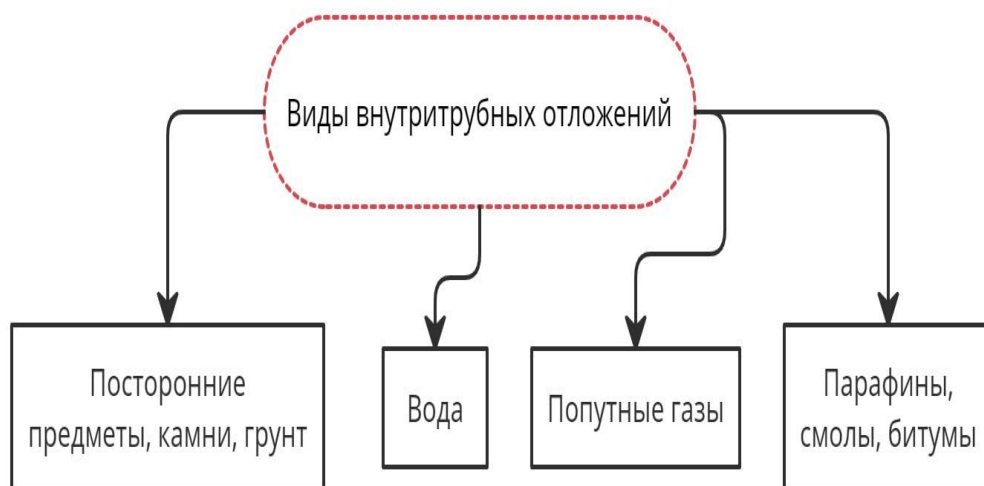 Виды внутритрубных отложений
Посторонние
предметы, камни, грунт
Вода
Попутные газы
Парафины,
смолы, битумы